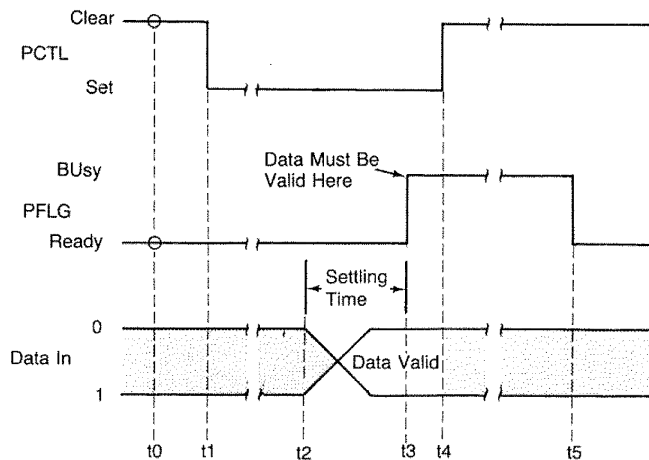 Clear
PCTL
Set
BUsy
Data Must Be
Valid Here
PFLG
Ready
Settling
Time
0
Data In
Data Valid
1
t0 t1 t2 t3 t4 t5